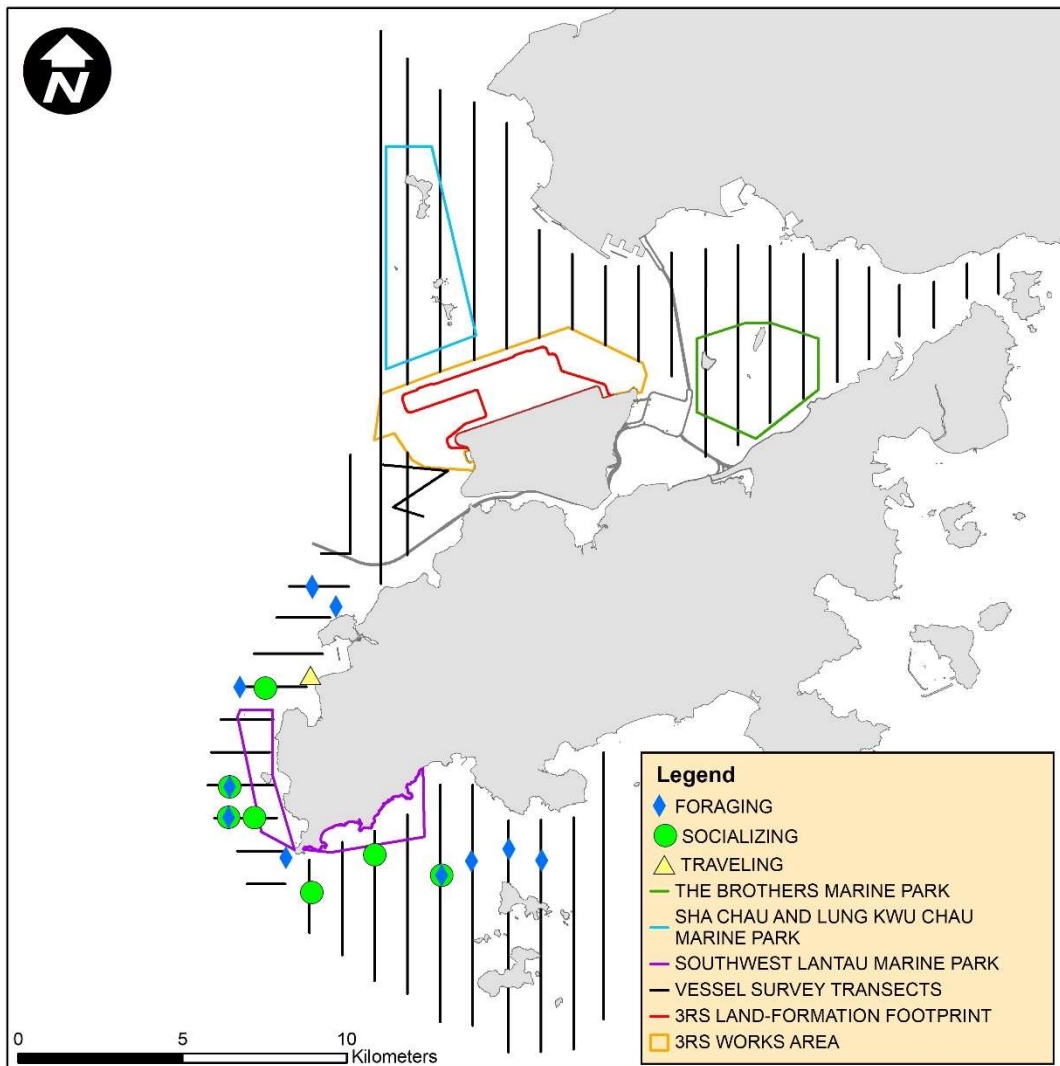 N
Legend
FORAGING
SOCIALIZING
TRAVELING
THE BROTHERS MARINE PARK
SHA CHAU AND LUNG KWU CHAU
MARINE PARK
SOUTHWEST LANTAU MARINE PARK
VESSEL SURVEY TRANSECTS
3RS LAND-FORMATION FOOTPRINT
3RS WORKS AREA
0 5 10
Kilometers